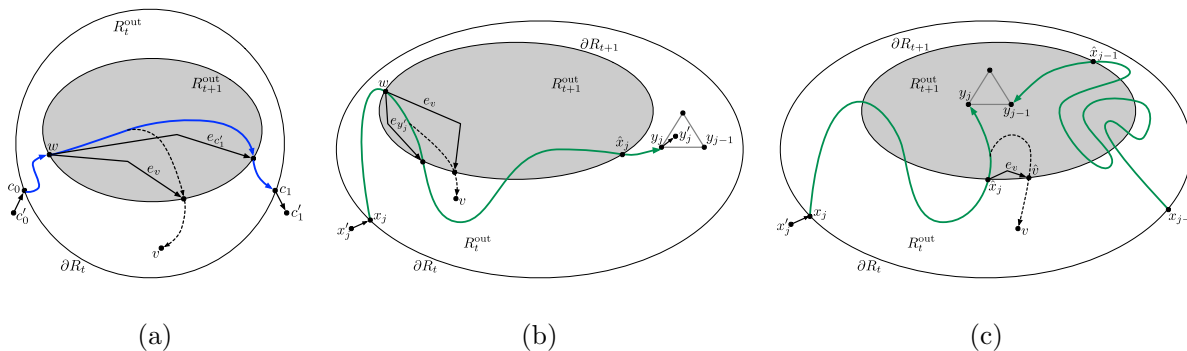 R_t^out
R_{t+1}^out
w
e_{c'_1}
e_v
c_0
c_1
c'_0
c'_1
v
∂R_t
(a)
∂R_{t+1}
w
e_v
R_{t+1}^out
e_{y'_j}
y_j
y'_j
y_{j−1}
x̂_j
v
x_j
x'_j
R_t^out
∂R_t
(b)
∂R_{t+1}
x̂_{j−1}
R_{t+1}^out
y_j
y_{j−1}
e_v
v̂
x_j
x_j
x'_j
v
R_t^out
∂R_t
(c)